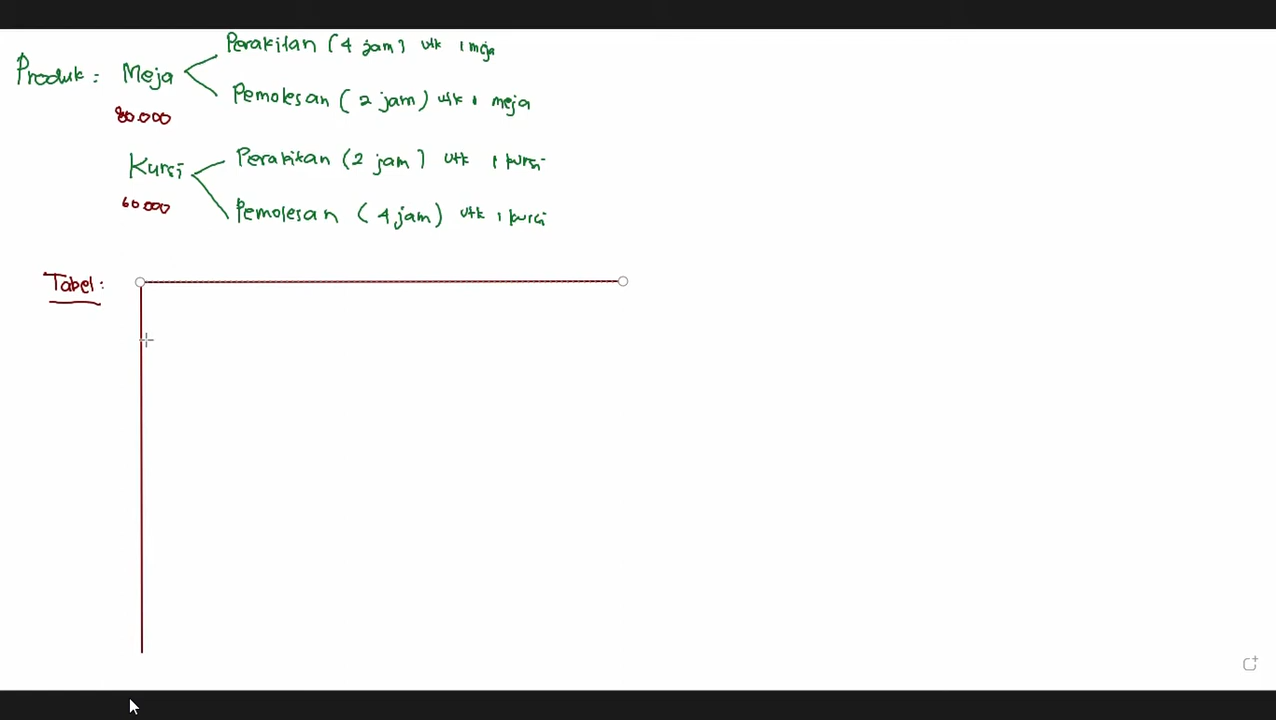 Perakitan (4 jam) utk 1 meja
Produk : Meja
Pemolesan (2 jam) utk 1 meja
80.000
Perakitan (2 jam) utk 1 kursi
Kursi
60.000
Pemolesan (4 jam) utk 1 kursi
Tabel :